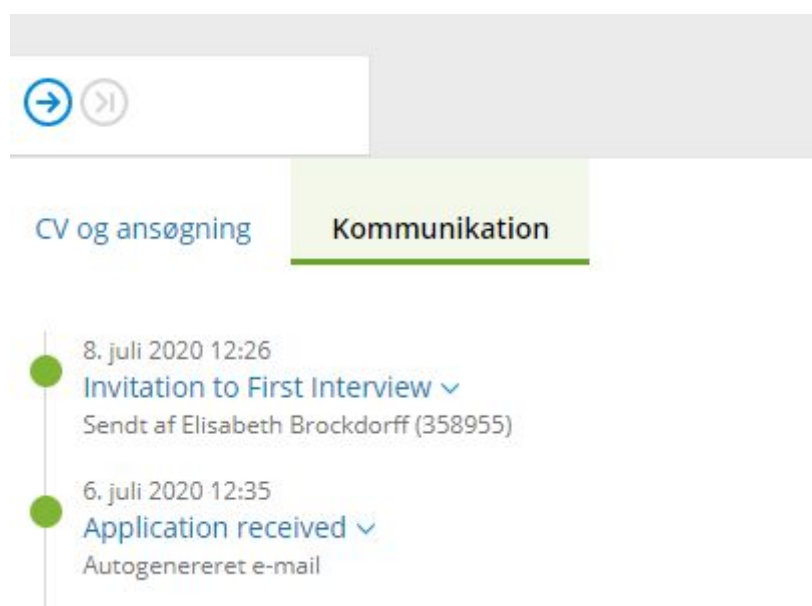 CV og ansøgning
Kommunikation
8. juli 2020 12:26
Invitation to First Interview
Sendt af Elisabeth Brockdorff (358955)
6. juli 2020 12:35
Application received
Autogenereret e-mail